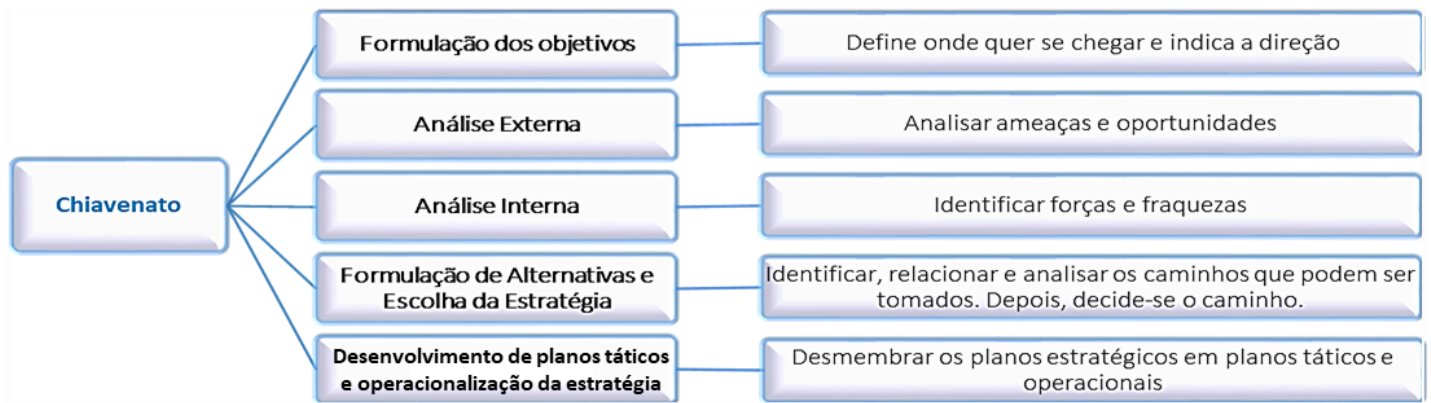 Chiavenato
Formulação dos objetivos
Define onde quer se chegar e indica a direção
Análise Externa
Analisar ameaças e oportunidades
Análise Interna
Identificar forças e fraquezas
Formulação de Alternativas e
Escolha da Estratégia
Identificar, relacionar e analisar os caminhos que podem ser
tomados. Depois, decide-se o caminho.
Desenvolvimento de planos táticos
e operacionalização da estratégia
Desmembrar os planos estratégicos em planos táticos e
operacionais